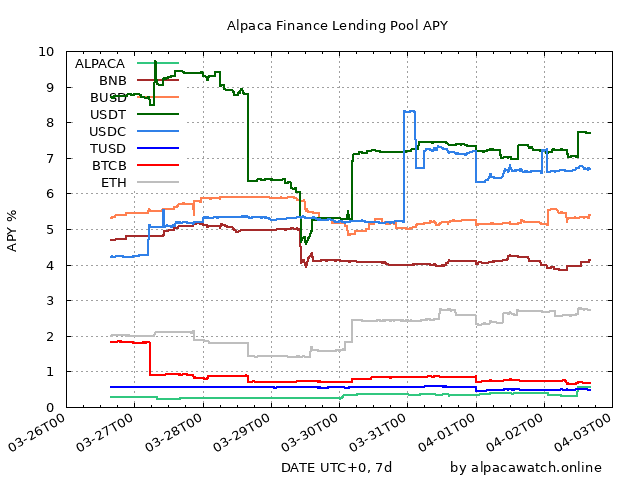 Alpaca Finance Lending Pool APY
10
9
8
7
6
5
4
3
2
1
0
APY %
ALPACA
BNB
BUSD
USDT
USDC
TUSD
BTCB
ETH
03-26T00
03-27T00
03-28T00
03-29T00
03-30T00
03-31T00
04-01T00
04-02T00
04-03T00
DATE UTC+0, 7d
by alpacawatch.online